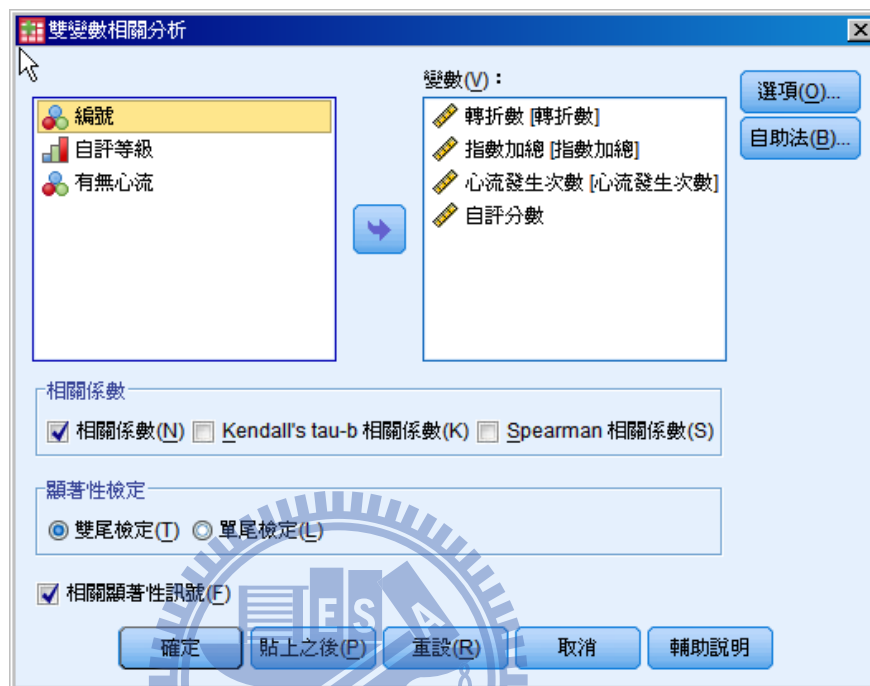 雙變數相關分析
變數(V)：
編號
自評等級
有無心流
轉折數 [轉折數]
指數加總 [指數加總]
心流發生次數 [心流發生次數]
自評分數
選項(O)...
自助法(B)...
相關係數
相關係數(N) Kendall's tau-b 相關係數(K) Spearman 相關係數(S)
顯著性檢定
雙尾檢定(T) 單尾檢定(L)
相關顯著性訊號(F)
ESA
確定 貼上之後(P) 重設(R) 取消 輔助說明